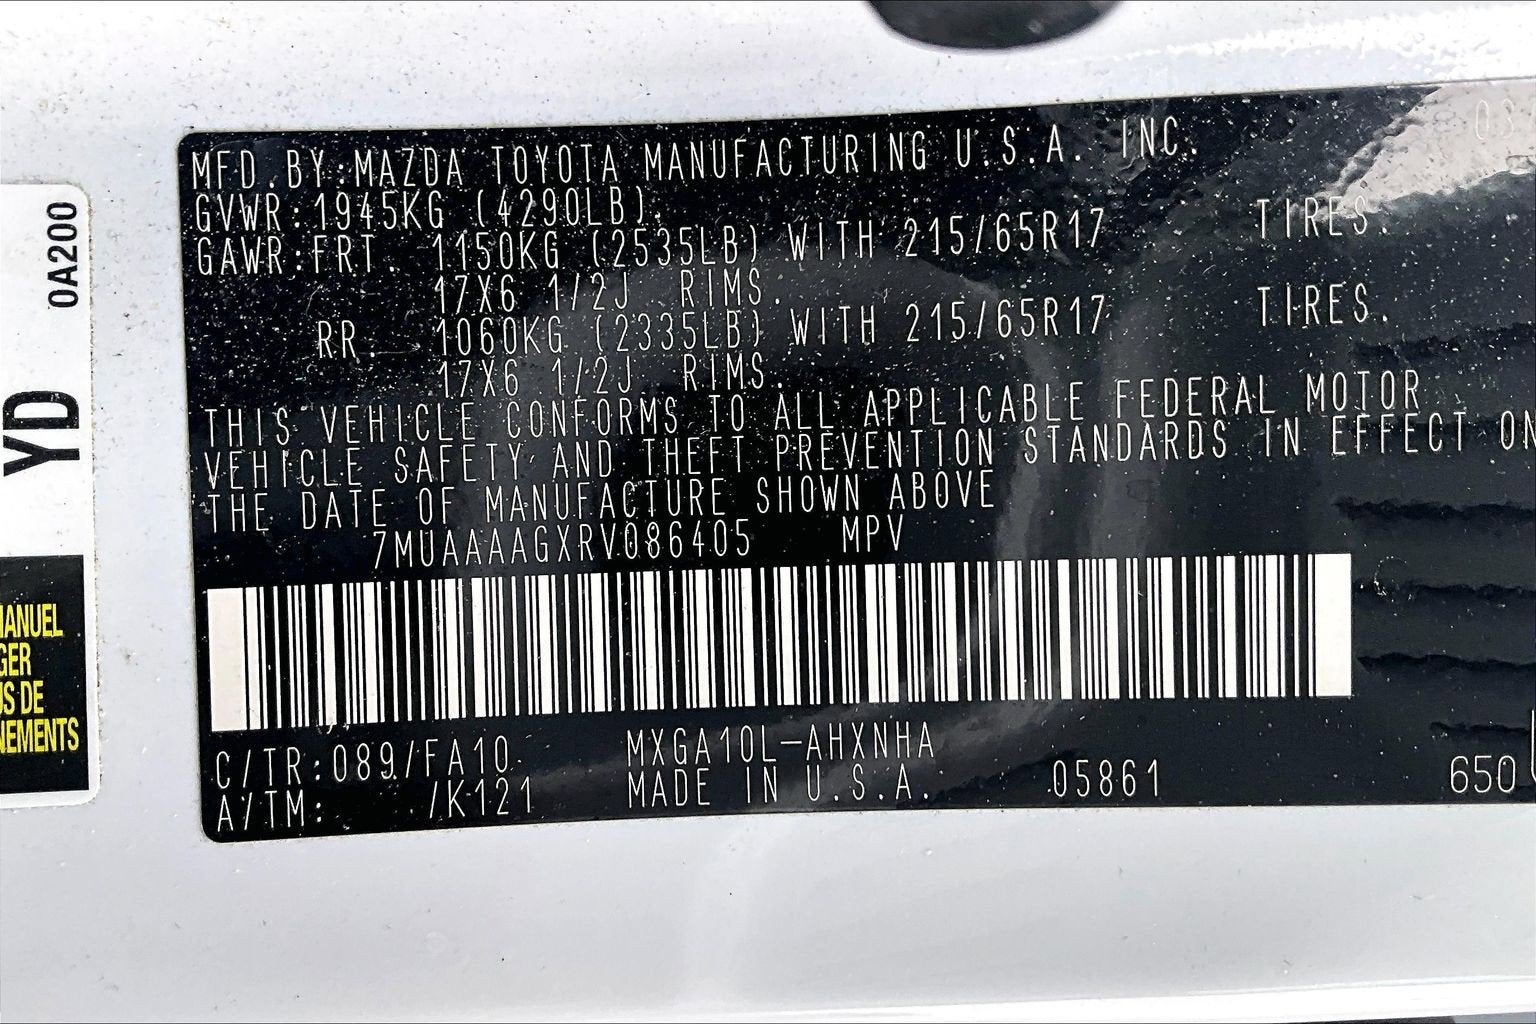 MFD.BY:MAZDA TOYOTA MANUFACTURING U.S.A. INC. 03
GVWR:1945KG (4290LB).
GAWR:FRT. 1150KG (2535LB) WITH 215/65R17 TIRES.
17X6 1/2J RIMS.
RR. 1060KG (2335LB) WITH 215/65R17 TIRES.
17X6 1/2J RIMS.
THIS VEHICLE CONFORMS TO ALL APPLICABLE FEDERAL MOTOR
VEHICLE SAFETY AND THEFT PREVENTION STANDARDS IN EFFECT ON
THE DATE OF MANUFACTURE SHOWN ABOVE
7MUAAAAGXRV086405 MPV
C/TR:089/FA10 MXGA10L-AHXNHA
A/TM: /K121 MADE IN U.S.A. 05861 650
0A200
YD
MANUEL
GER
US DE
NEMENTS